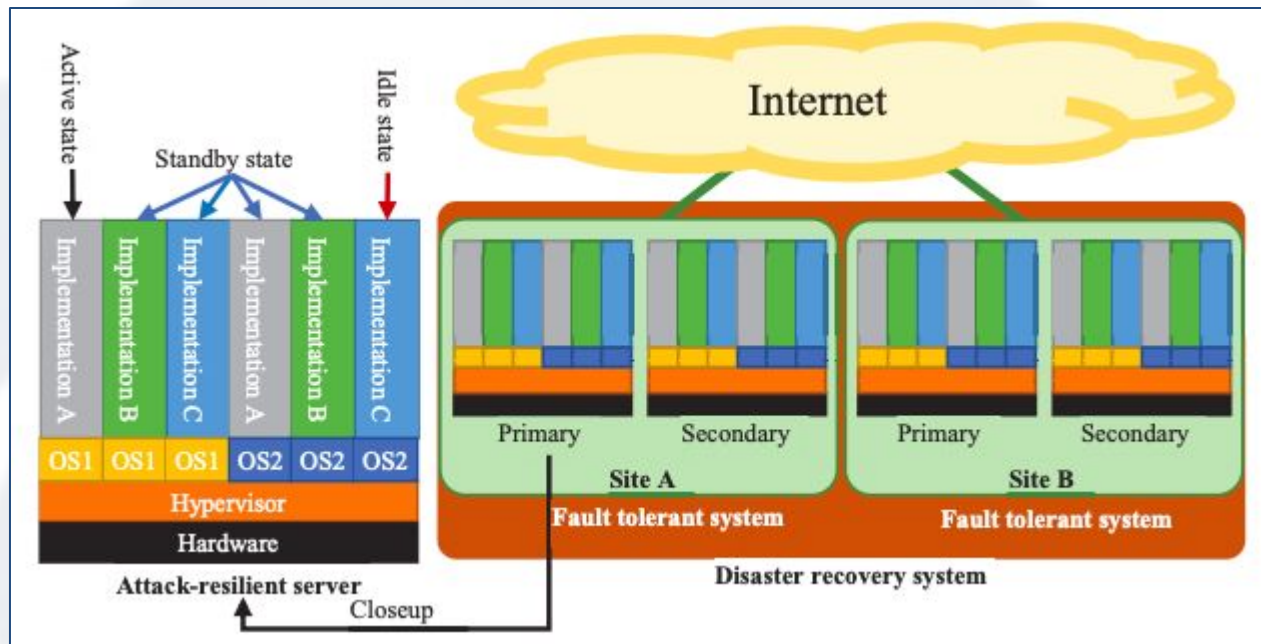 Internet
Active state
Standby state
Idle state
Implementation A
Implementation B
Implementation C
Implementation A
Implementation B
Implementation C
OS1 OS1 OS1 OS2 OS2 OS2
Hypervisor
Hardware
Attack-resilient server
Closeup
Primary Secondary
Site A
Fault tolerant system
Primary Secondary
Site B
Fault tolerant system
Disaster recovery system